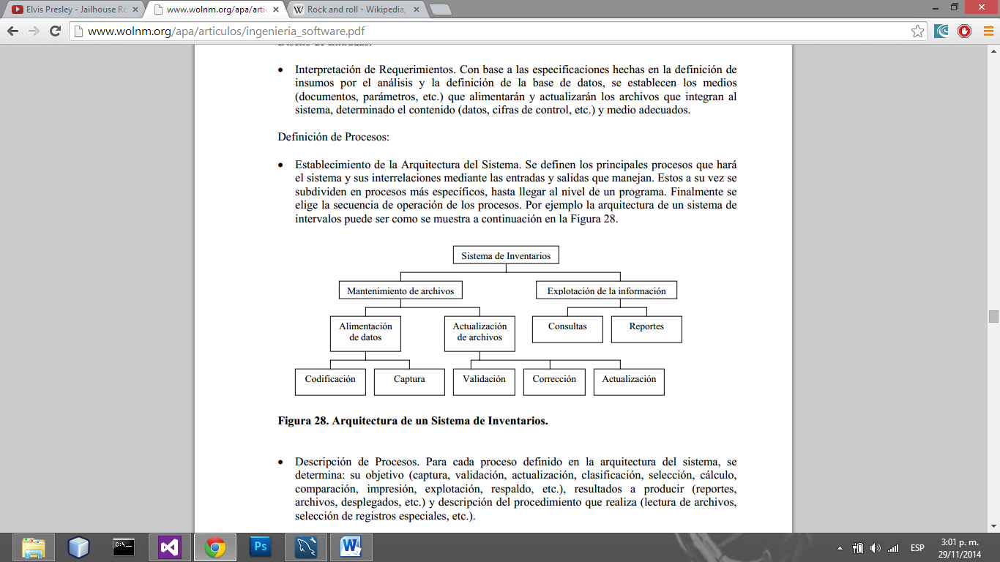 Elvis Presley - Jailhouse Ro
www.wolnm.org/apa/artic
Rock and roll - Wikipedia,
www.wolnm.org/apa/articulos/ingenieria_software.pdf
Diseño de Entradas:
• Interpretación de Requerimientos. Con base a las especificaciones hechas en la definición de
insumos por el análisis y la definición de la base de datos, se establecen los medios
(documentos, parámetros, etc.) que alimentarán y actualizarán los archivos que integran al
sistema, determinado el contenido (datos, cifras de control, etc.) y medio adecuados.
Definición de Procesos:
• Establecimiento de la Arquitectura del Sistema. Se definen los principales procesos que hará
el sistema y sus interrelaciones mediante las entradas y salidas que manejan. Estos a su vez se
subdividen en procesos más específicos, hasta llegar al nivel de un programa. Finalmente se
elige la secuencia de operación de los procesos. Por ejemplo la arquitectura de un sistema de
intervalos puede ser como se muestra a continuación en la Figura 28.
Sistema de Inventarios
Mantenimiento de archivos
Explotación de la información
Alimentación
de datos
Actualización
de archivos
Consultas
Reportes
Codificación
Captura
Validación
Corrección
Actualización
Figura 28. Arquitectura de un Sistema de Inventarios.
• Descripción de Procesos. Para cada proceso definido en la arquitectura del sistema, se
determina: su objetivo (captura, validación, actualización, clasificación, selección, cálculo,
comparación, impresión, explotación, respaldo, etc.), resultados a producir (reportes,
archivos, desplegados, etc.) y descripción del procedimiento que realiza (lectura de archivos,
selección de registros especiales, etc.).
C:\
Ps
W
ESP
3:01 p. m.
29/11/2014